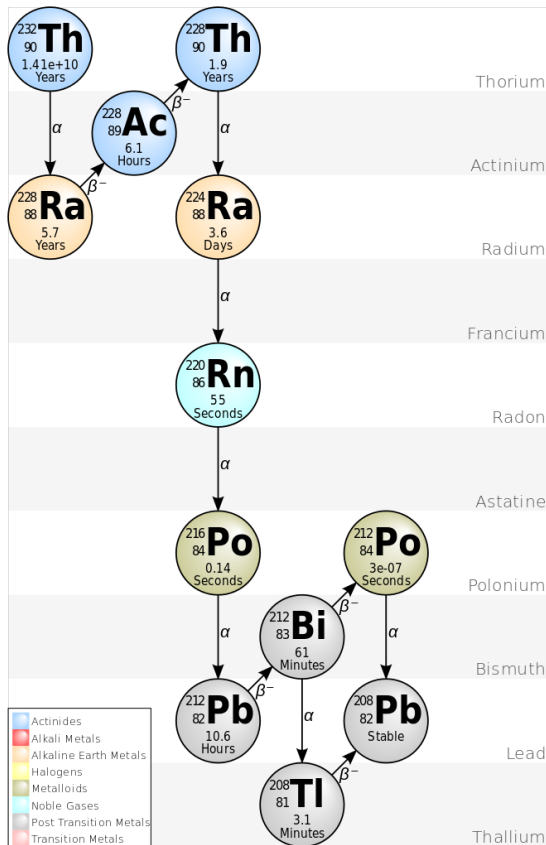 232
90
Th
1.41e+10
Years
228
90
Th
1.9
Years
Thorium
α
β⁻
228
89
Ac
6.1
Hours
α
Actinium
β⁻
228
88
Ra
5.7
Years
224
88
Ra
3.6
Days
Radium
α
Francium
220
86
Rn
55
Seconds
Radon
α
Astatine
216
84
Po
0.14
Seconds
212
84
Po
3e-07
Seconds
Polonium
β⁻
212
83
Bi
61
Minutes
α
α
Bismuth
β⁻
212
82
Pb
10.6
Hours
α
208
82
Pb
Stable
Lead
β⁻
208
81
Tl
3.1
Minutes
Thallium
Actinides
Alkali Metals
Alkaline Earth Metals
Halogens
Metalloids
Noble Gases
Post Transition Metals
Transition Metals